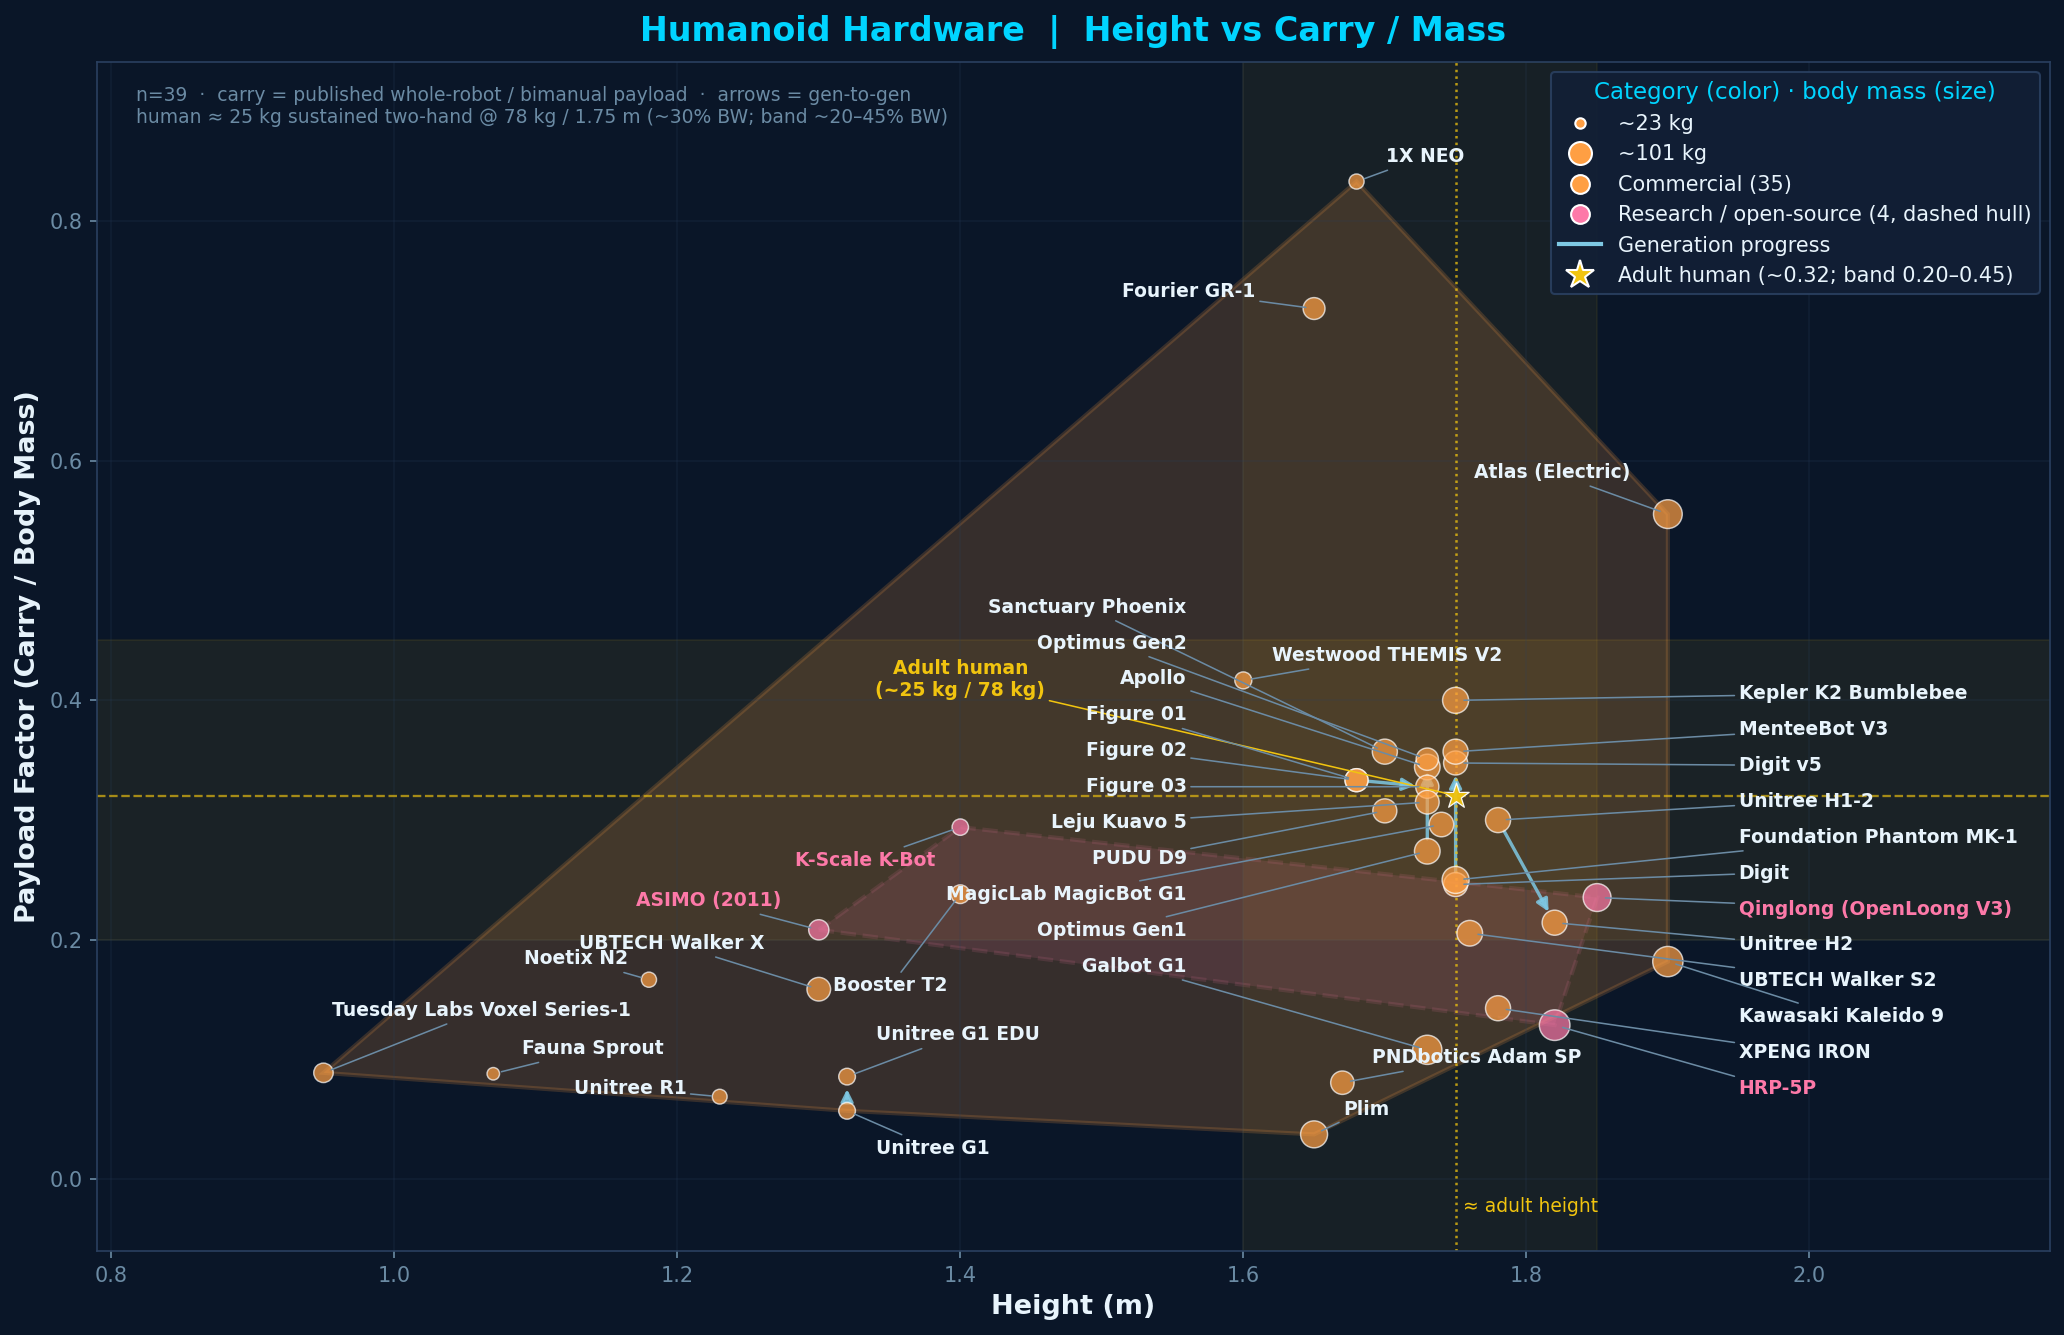 Humanoid Hardware | Height vs Carry / Mass
n=39 · carry = published whole-robot / bimanual payload · arrows = gen-to-gen
human ≈ 25 kg sustained two-hand @ 78 kg / 1.75 m (~30% BW; band ~20–45% BW)
Category (color) · body mass (size)
~23 kg
~101 kg
Commercial (35)
Research / open-source (4, dashed hull)
Generation progress
Adult human (~0.32; band 0.20–0.45)
1X NEO
Fourier GR-1
Atlas (Electric)
Sanctuary Phoenix
Optimus Gen2
Westwood THEMIS V2
Adult human
(~25 kg / 78 kg)
Apollo
Figure 01
Figure 02
Figure 03
Leju Kuavo 5
PUDU D9
MagicLab MagicBot G1
Optimus Gen1
Galbot G1
Kepler K2 Bumblebee
MenteeBot V3
Digit v5
Unitree H1-2
Foundation Phantom MK-1
Digit
Qinglong (OpenLoong V3)
Unitree H2
UBTECH Walker S2
Kawasaki Kaleido 9
XPENG IRON
HRP-5P
K-Scale K-Bot
ASIMO (2011)
UBTECH Walker X
Noetix N2
Booster T2
Tuesday Labs Voxel Series-1
Unitree G1 EDU
Fauna Sprout
Unitree R1
PNDbotics Adam SP
Plim
Unitree G1
≈ adult height
0.8
0.6
0.4
0.2
0.0
Payload Factor (Carry / Body Mass)
0.8
1.0
1.2
1.4
1.6
1.8
2.0
Height (m)